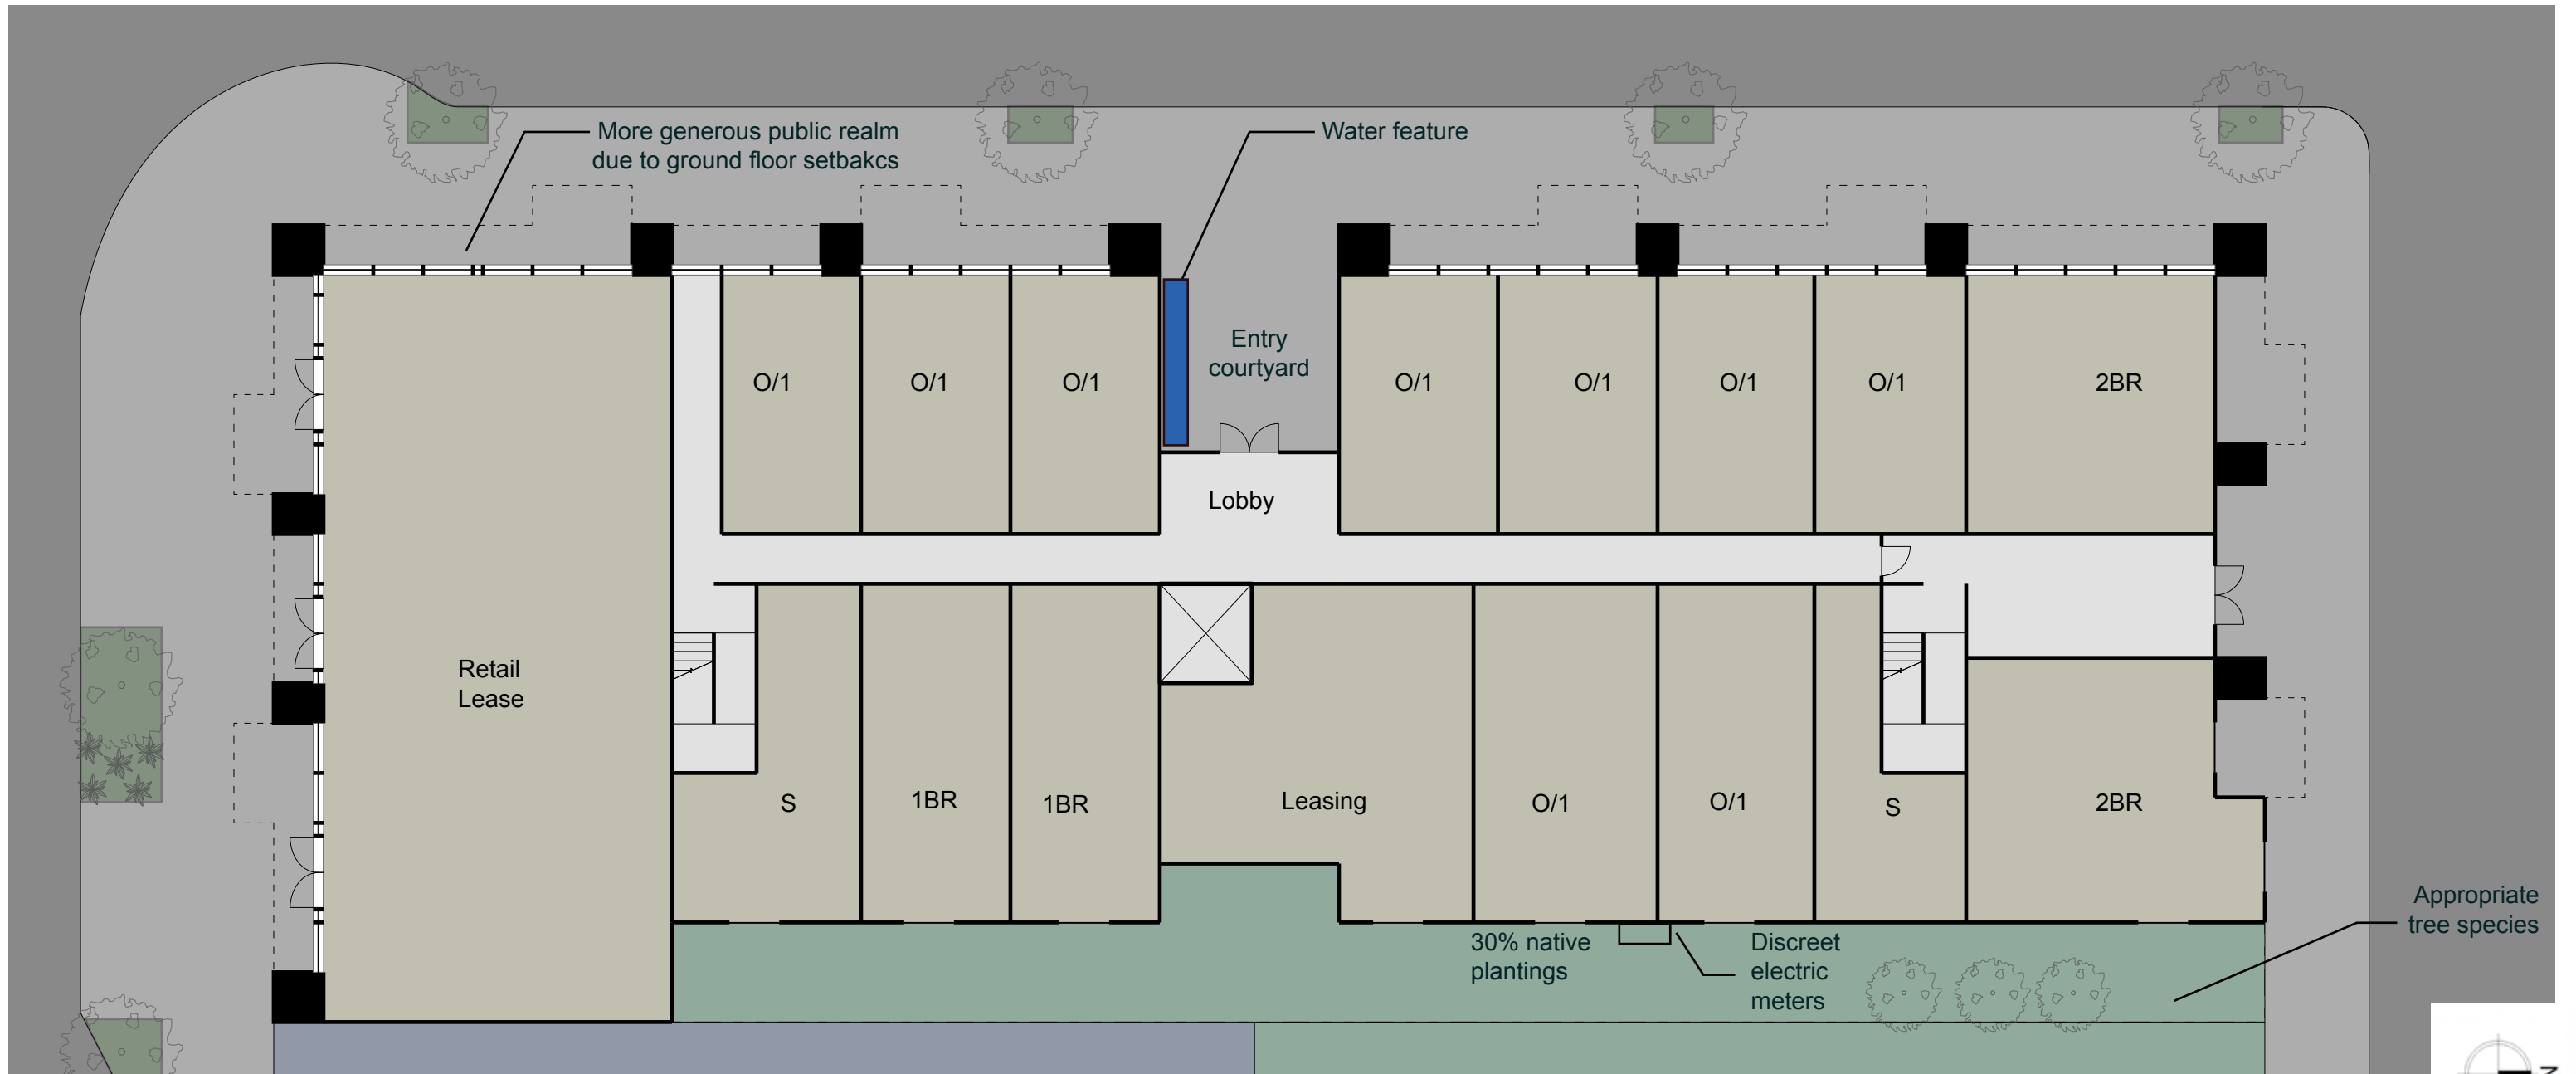 More generous public realm
due to ground floor setbakcs
Water feature
Entry
courtyard
O/1
O/1
O/1
O/1
O/1
O/1
O/1
2BR
Lobby
Retail
Lease
S
1BR
1BR
Leasing
O/1
O/1
S
2BR
Appropriate
tree species
30% native
plantings
Discreet
electric
meters
N